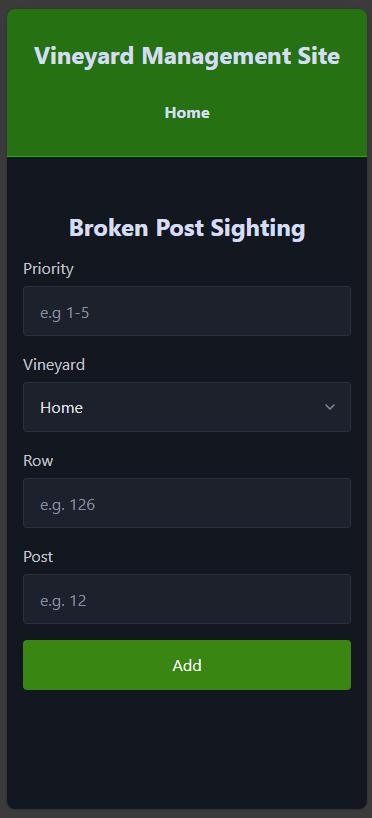 Vineyard Management Site
Home
Broken Post Sighting
Priority
e.g 1-5
Vineyard
Home
Row
e.g. 126
Post
e.g. 12
Add